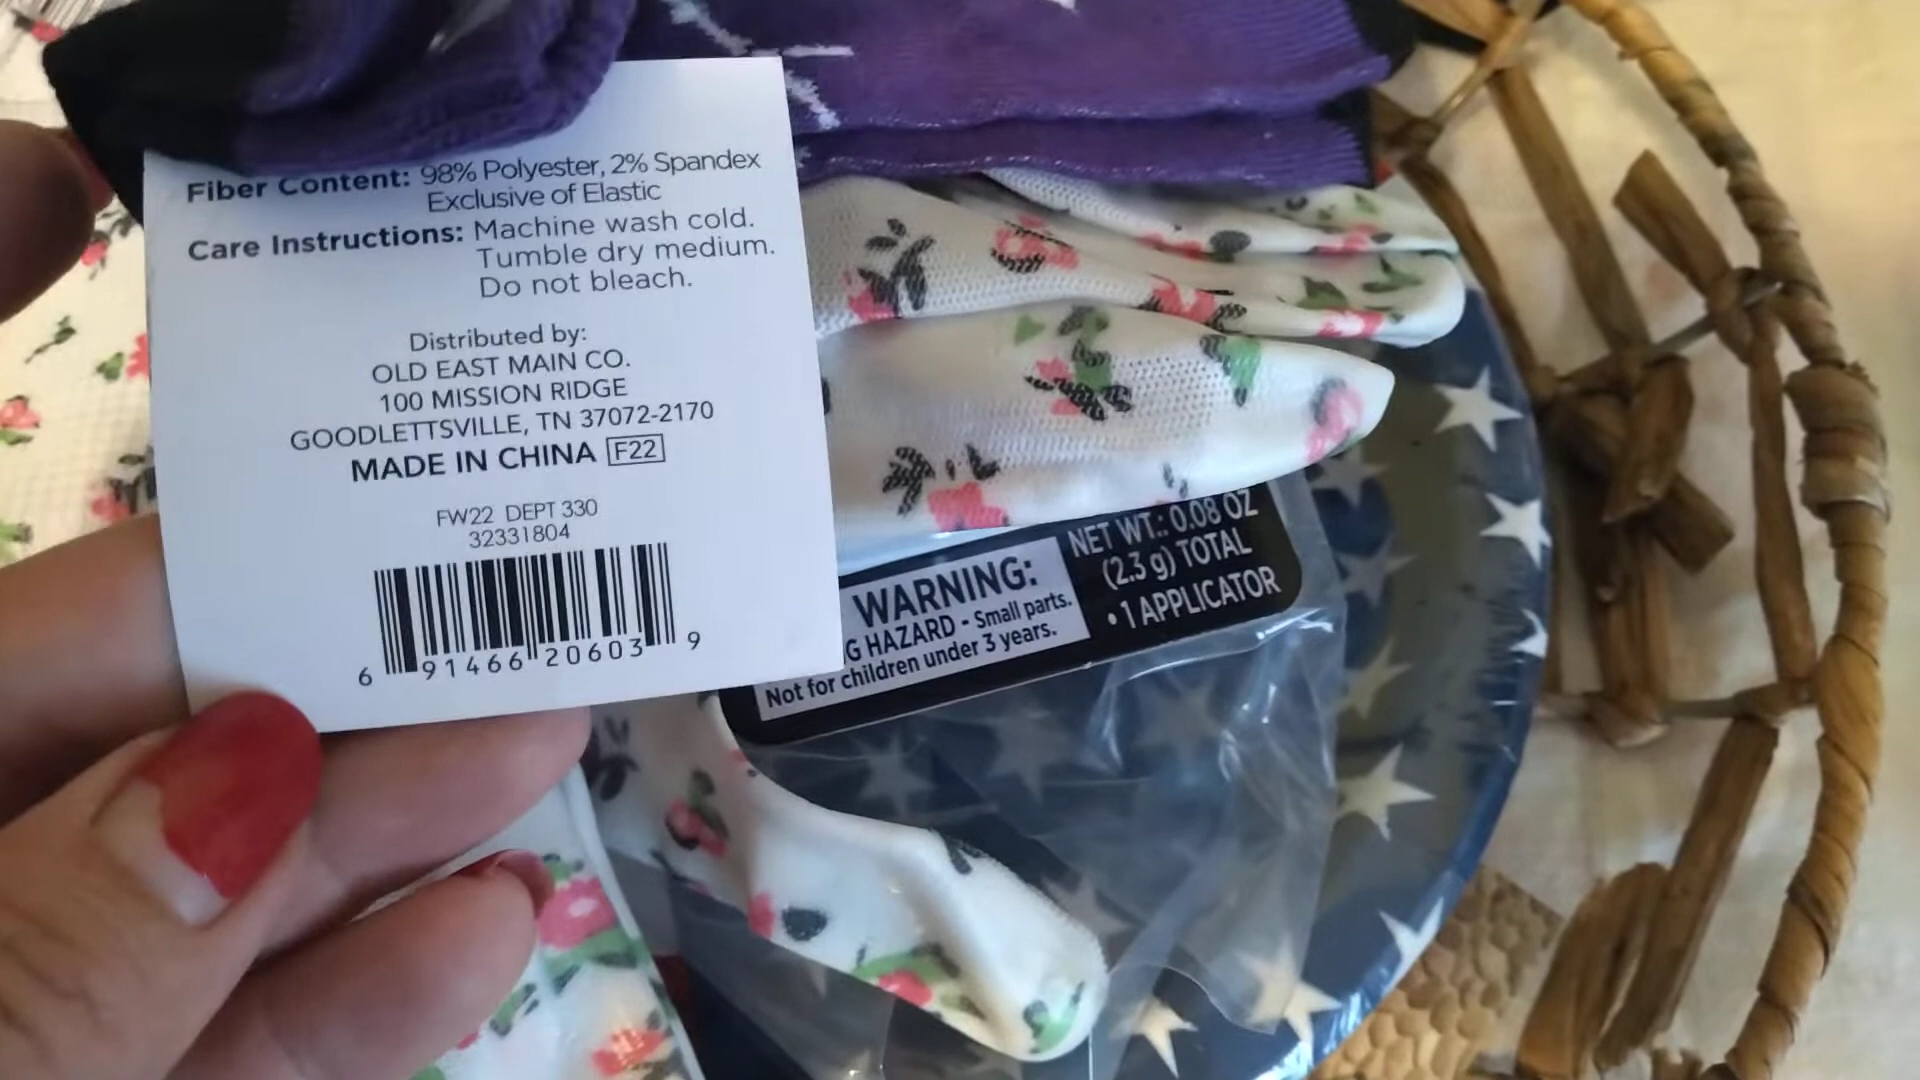 Fiber Content: 98% Polyester, 2% Spandex
Exclusive of Elastic
Care Instructions: Machine wash cold.
Tumble dry medium.
Do not bleach.
Distributed by:
OLD EAST MAIN CO.
100 MISSION RIDGE
GOODLETTSVILLE, TN 37072-2170
MADE IN CHINA F22
FW22 DEPT 330
32331804
6 91466 20603 9
NET WT.: 0.08 OZ
(2.3 g) TOTAL
• 1 APPLICATOR
WARNING:
G HAZARD - Small parts.
Not for children under 3 years.